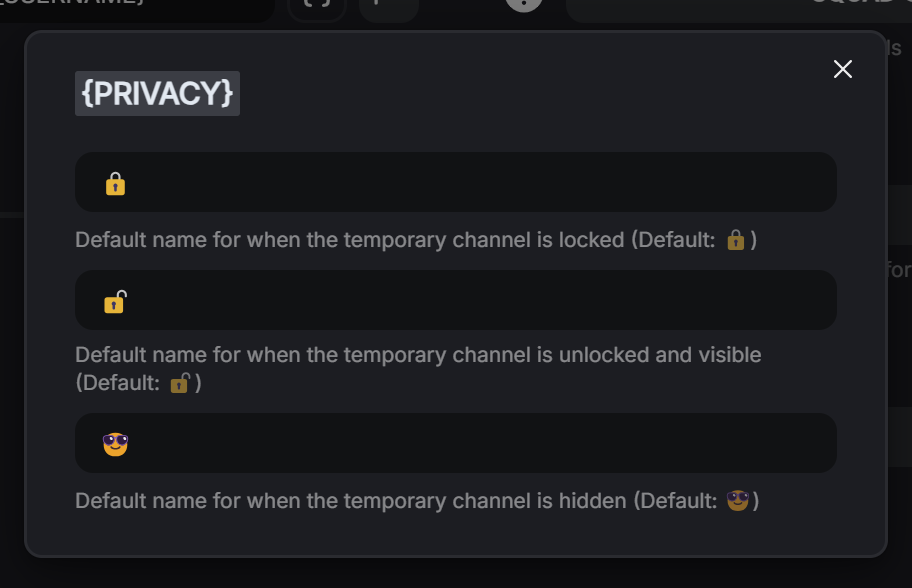 {PRIVACY}
🔒
Default name for when the temporary channel is locked (Default: 🔒 )
🔓
Default name for when the temporary channel is unlocked and visible
(Default: 🔓 )
😎
Default name for when the temporary channel is hidden (Default: 😎 )